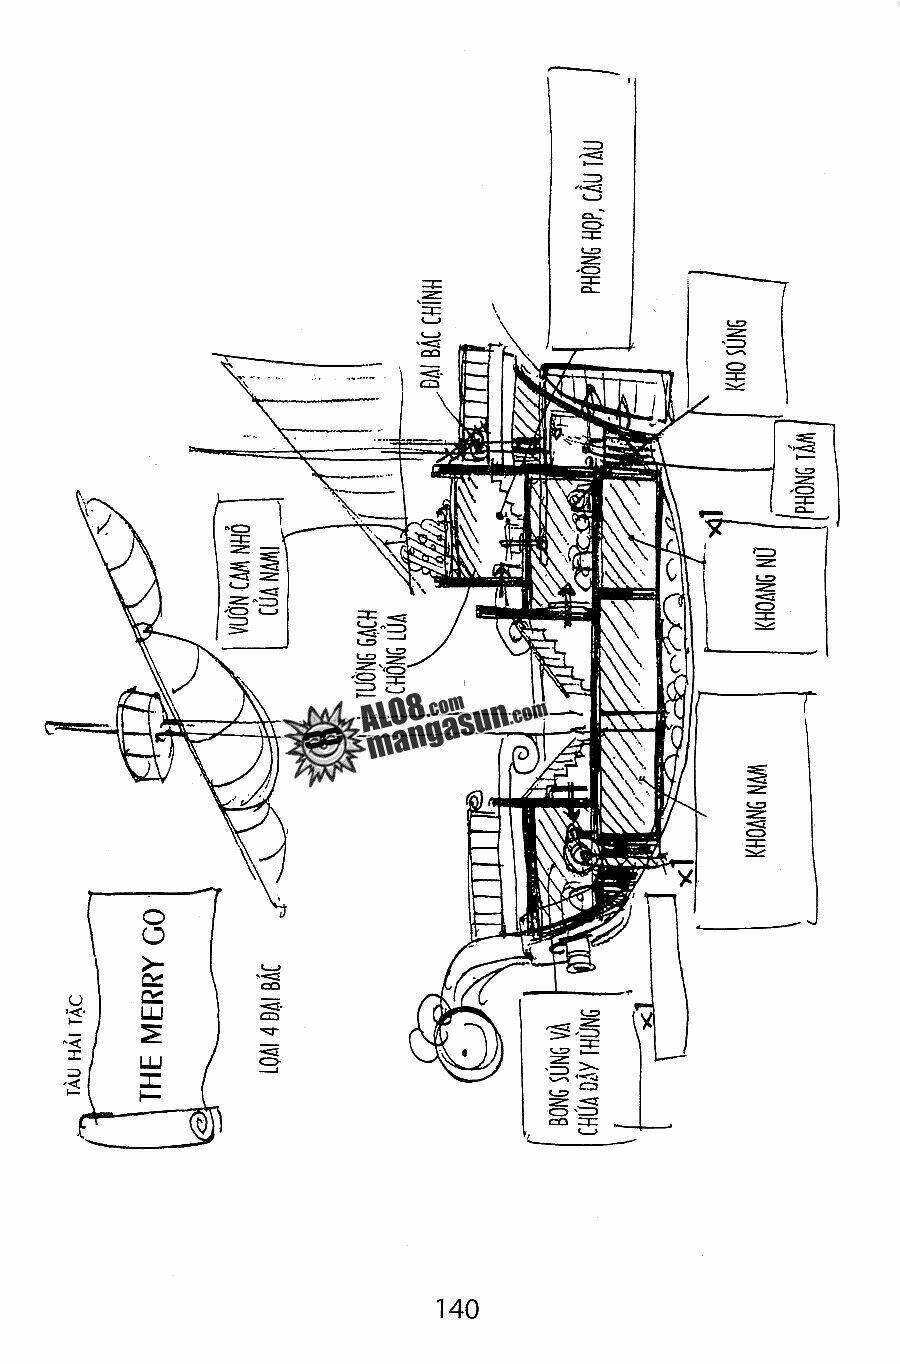 TÀU HẢI TẶC
THE MERRY GO
LOẠI 4 ĐẠI BÁC
VƯỜN CAM NHỎ
CỦA NAMI
TƯỜNG GẠCH
CHỐNG LỬA
ĐẠI BÁC CHÍNH
PHÒNG HỌP, CẦU TÀU
KHO SÚNG
PHÒNG TẮM
KHOANG NỮ
x1
KHOANG NAM
x1
x1
BONG SÚNG VÀ
CHỨA DÂY THỪNG
ALO8.com
mangasun.com
140